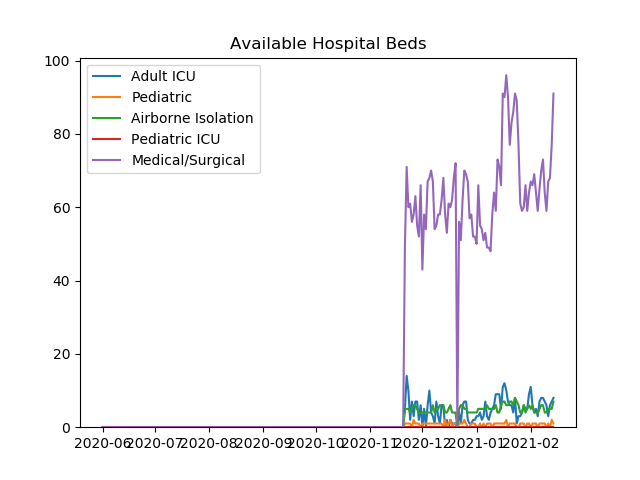 Available Hospital Beds
100
80
60
40
20
0
Adult ICU
Pediatric
Airborne Isolation
Pediatric ICU
Medical/Surgical
2020-06 2020-07 2020-08 2020-09 2020-10 2020-11 2020-12 2021-01 2021-02